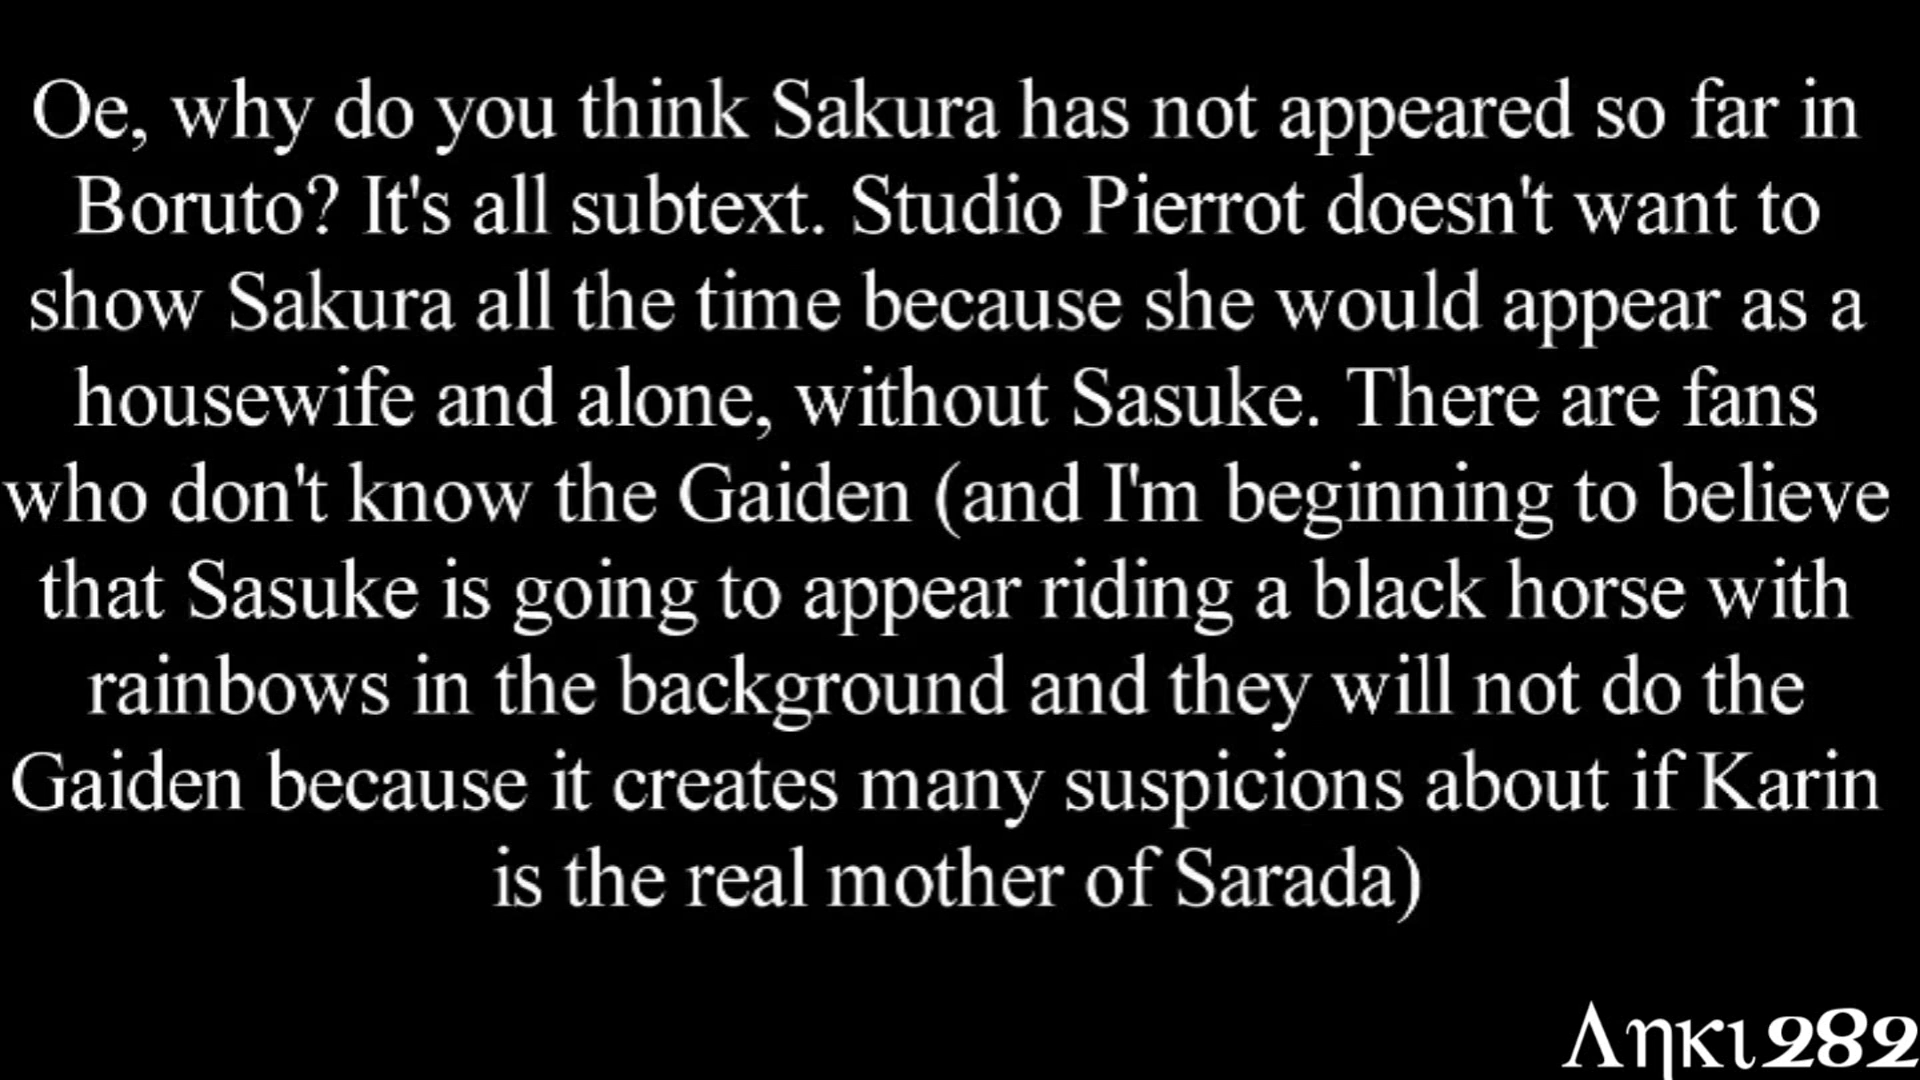 Oe, why do you think Sakura has not appeared so far in
Boruto? It's all subtext. Studio Pierrot doesn't want to
show Sakura all the time because she would appear as a
housewife and alone, without Sasuke. There are fans
who don't know the Gaiden (and I'm beginning to believe
that Sasuke is going to appear riding a black horse with
rainbows in the background and they will not do the
Gaiden because it creates many suspicions about if Karin
is the real mother of Sarada)
Ληκι282